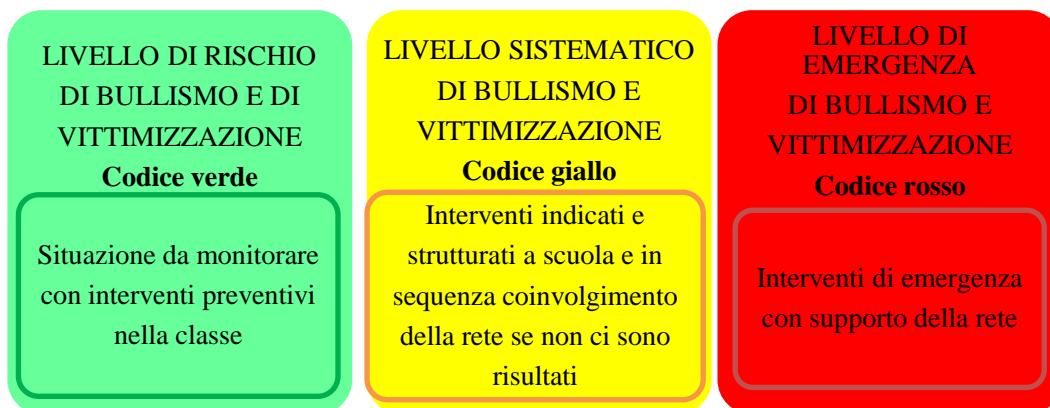 LIVELLO DI RISCHIO
DI BULLISMO E DI
VITTIMIZZAZIONE
Codice verde
Situazione da monitorare
con interventi preventivi
nella classe
LIVELLO SISTEMATICO
DI BULLISMO E
VITTIMIZZAZIONE
Codice giallo
Interventi indicati e
strutturati a scuola e in
sequenza coinvolgimento
della rete se non ci sono
risultati
LIVELLO DI
EMERGENZA
DI BULLISMO E
VITTIMIZZAZIONE
Codice rosso
Interventi di emergenza
con supporto della rete